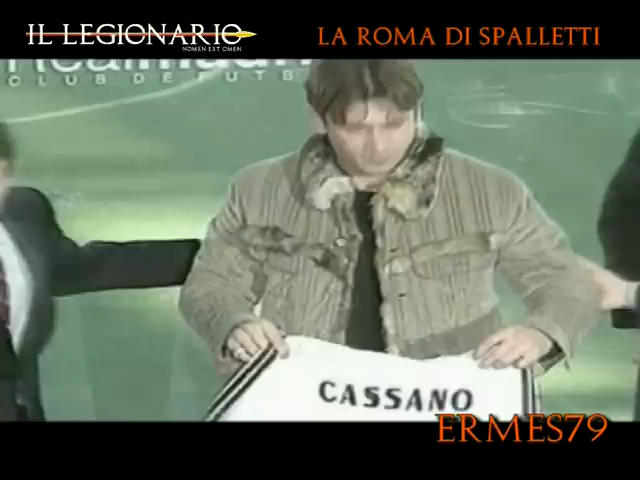 IL LEGIONARIO
NOMEN EST OMEN
LA ROMA DI SPALLETTI
CLUB DE FUTB
CASSANO
ERMES79